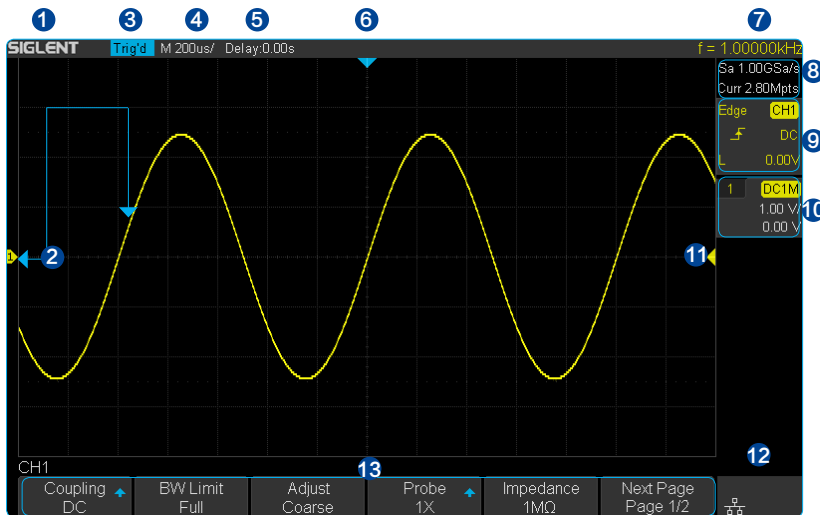 1 3 4 5 6 7
SIGLENT Trig'd M 200us/ Delay:0.00s f = 1.00000kHz
Sa 1.00GSa/s 8
Curr 2.80Mpts
Edge CH1
DC 9
L 0.00V
1 DC1M
1.00 V/ 10
0.00 V
1 2 11
12
CH1 13
Coupling BW Limit Adjust Probe Impedance Next Page
DC Full Coarse 1X 1MΩ Page 1/2